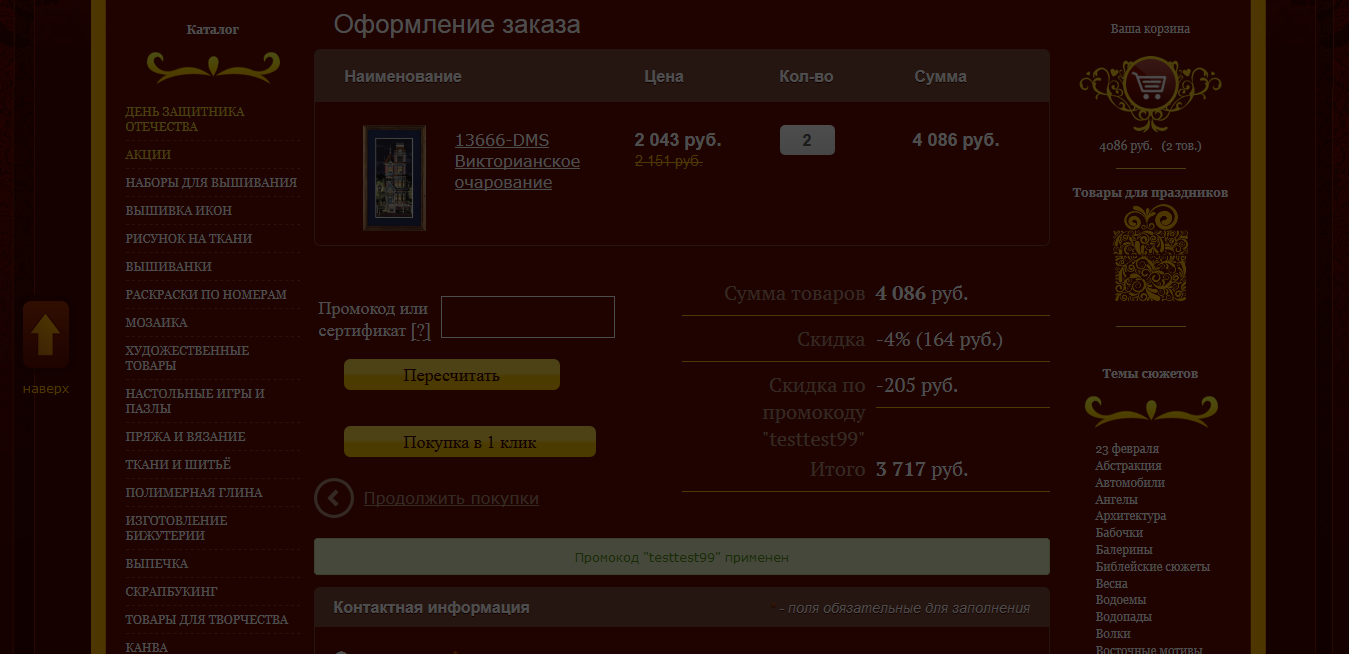 Каталог
ДЕНЬ ЗАЩИТНИКА
ОТЕЧЕСТВА
АКЦИИ
НАБОРЫ ДЛЯ ВЫШИВАНИЯ
ВЫШИВКА ИКОН
РИСУНОК НА ТКАНИ
ВЫШИВАНКИ
РАСКРАСКИ ПО НОМЕРАМ
МОЗАИКА
ХУДОЖЕСТВЕННЫЕ
ТОВАРЫ
НАСТОЛЬНЫЕ ИГРЫ И
ПАЗЛЫ
ПРЯЖА И ВЯЗАНИЕ
ТКАНИ И ШИТЬЁ
ПОЛИМЕРНАЯ ГЛИНА
ИЗГОТОВЛЕНИЕ
БИЖУТЕРИИ
ВЫПЕЧКА
СКРАПБУКИНГ
ТОВАРЫ ДЛЯ ТВОРЧЕСТВА
КАНВА
наверх
Оформление заказа
Наименование Цена Кол-во Сумма
13666-DMS
Викторианское
очарование
2 043 руб.
2 151 руб.
2
4 086 руб.
Промокод или
сертификат [?]
Пересчитать
Покупка в 1 клик
Продолжить покупки
Сумма товаров 4 086 руб.
Скидка -4% (164 руб.)
Скидка по -205 руб.
промокоду
"testtest99"
Итого 3 717 руб.
Промокод "testtest99" применен
Контактная информация * - поля обязательные для заполнения
Ваша корзина
4086 руб. (2 тов.)
Товары для праздников
Темы сюжетов
23 февраля
Абстракция
Автомобили
Ангелы
Архитектура
Бабочки
Балерины
Библейские сюжеты
Весна
Водоемы
Водопады
Волки
Восточные мотивы